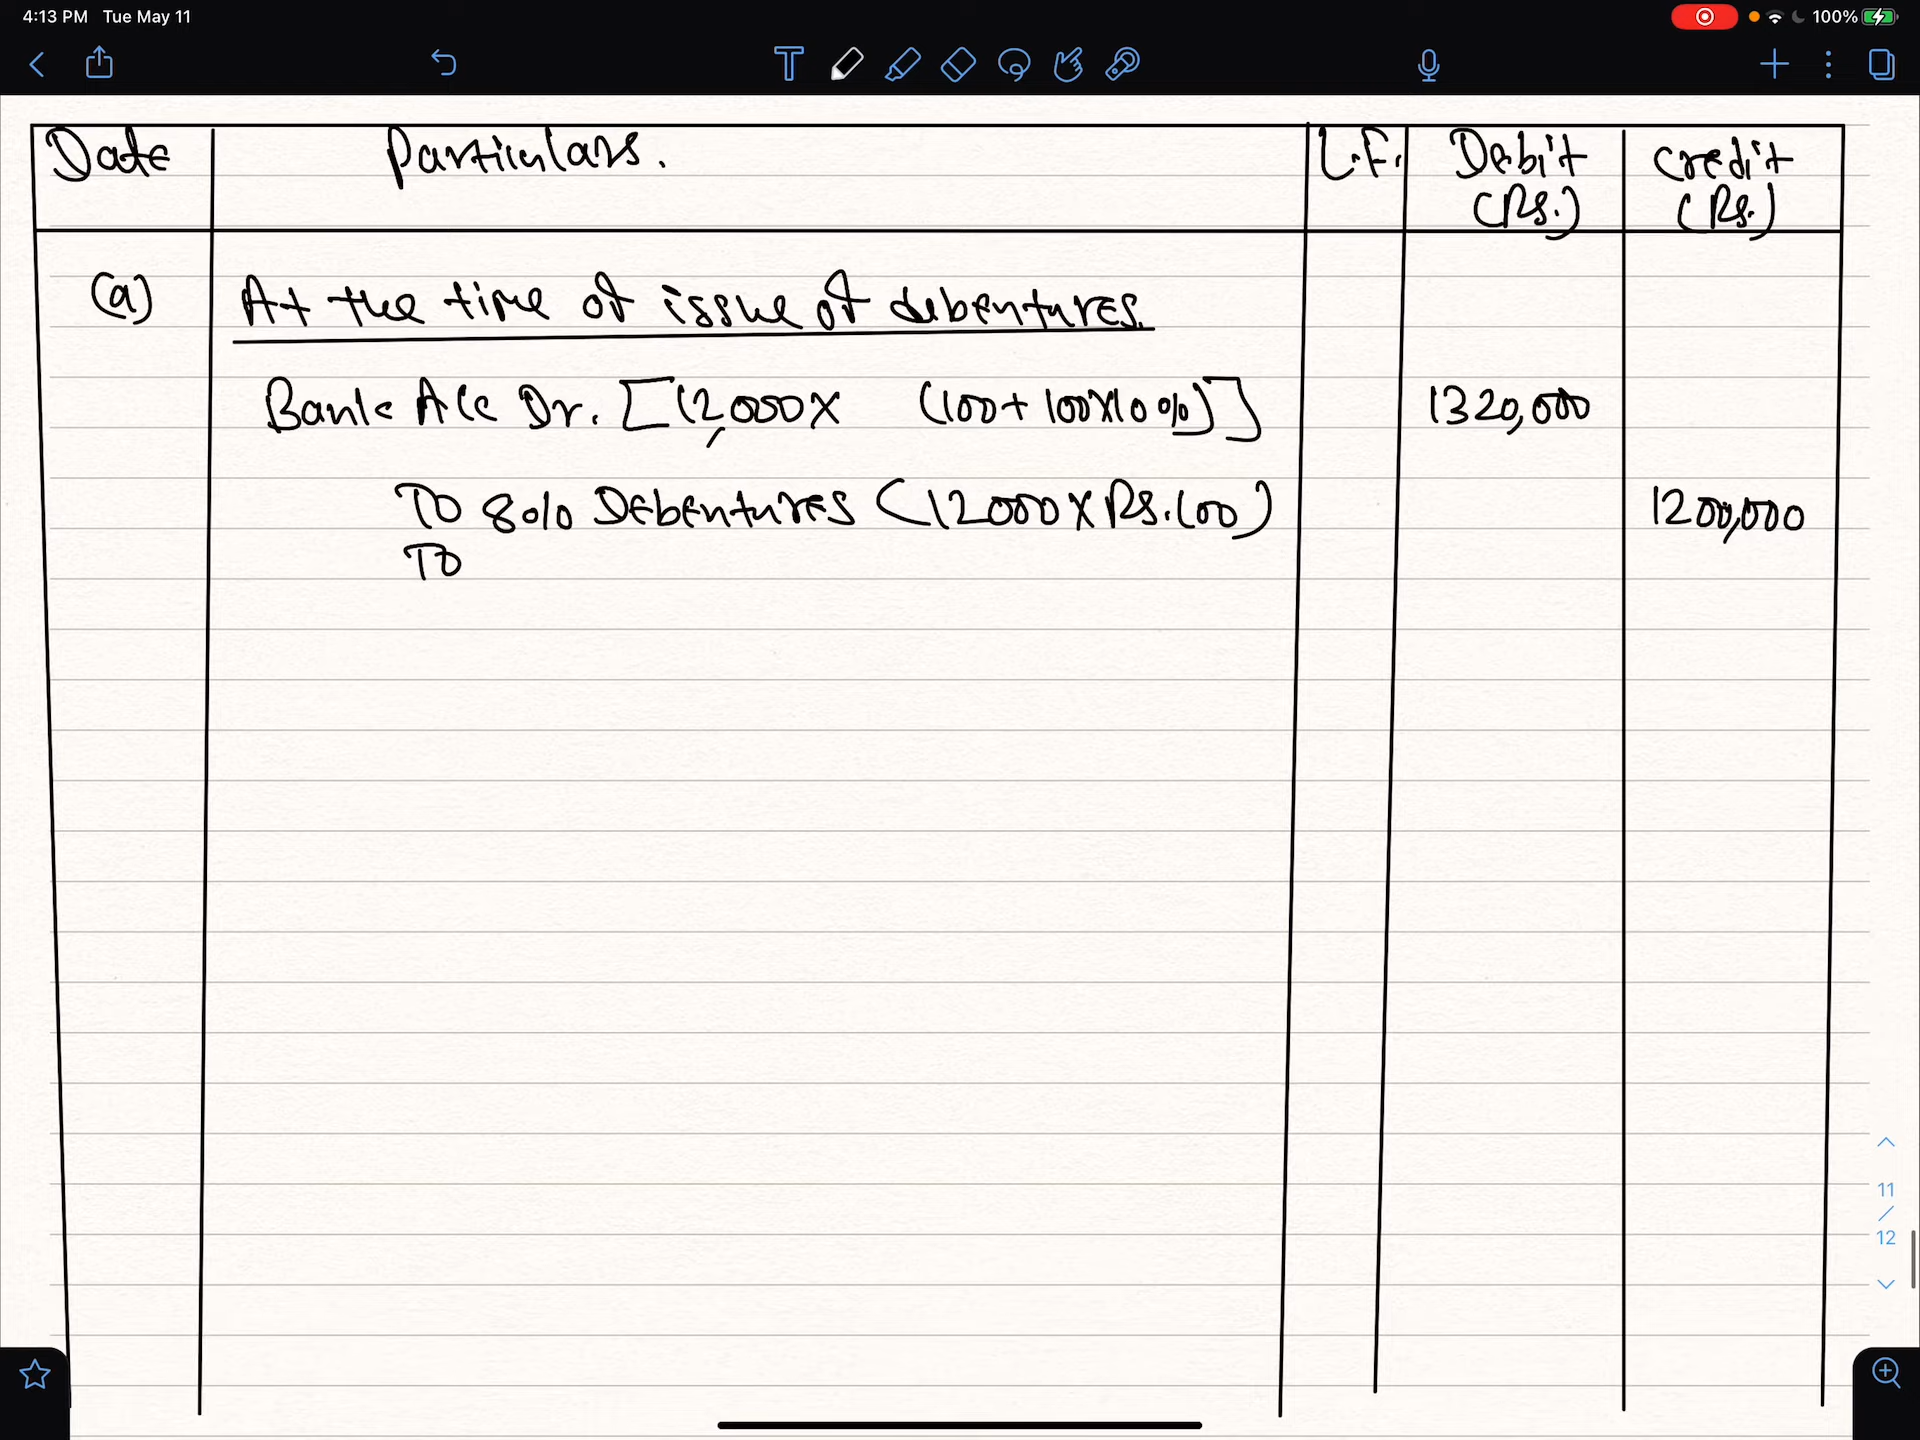 4:13 PM Tue May 11 100%
Date Particulars. L.F. Debit (Rs.) Credit (Rs.)
(a) At the time of issue of debentures.
Bank A/c Dr. [12,000 x (100+100x10%)] 1320,000
To 8% Debentures (12000 x Rs.100) 1200,000
To
11
/
12